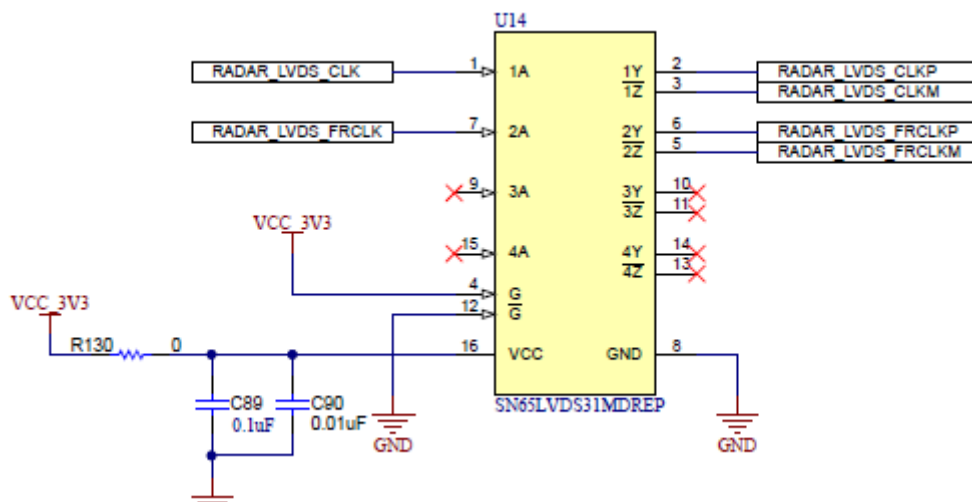 U14
RADAR_LVDS_CLK 1 1A 1Y 2 RADAR_LVDS_CLKP
1Z 3 RADAR_LVDS_CLKM
RADAR_LVDS_FRCLK 7 2A 2Y 6 RADAR_LVDS_FRCLKP
2Z 5 RADAR_LVDS_FRCLKM
9 3A 3Y 10
3Z 11
VCC_3V3
15 4A 4Y 14
4Z 13
4 G
12 G
VCC_3V3
R130 0 16 VCC GND 8
C89 C90
0.1uF 0.01uF
SN65LVDS31MDREP
GND GND